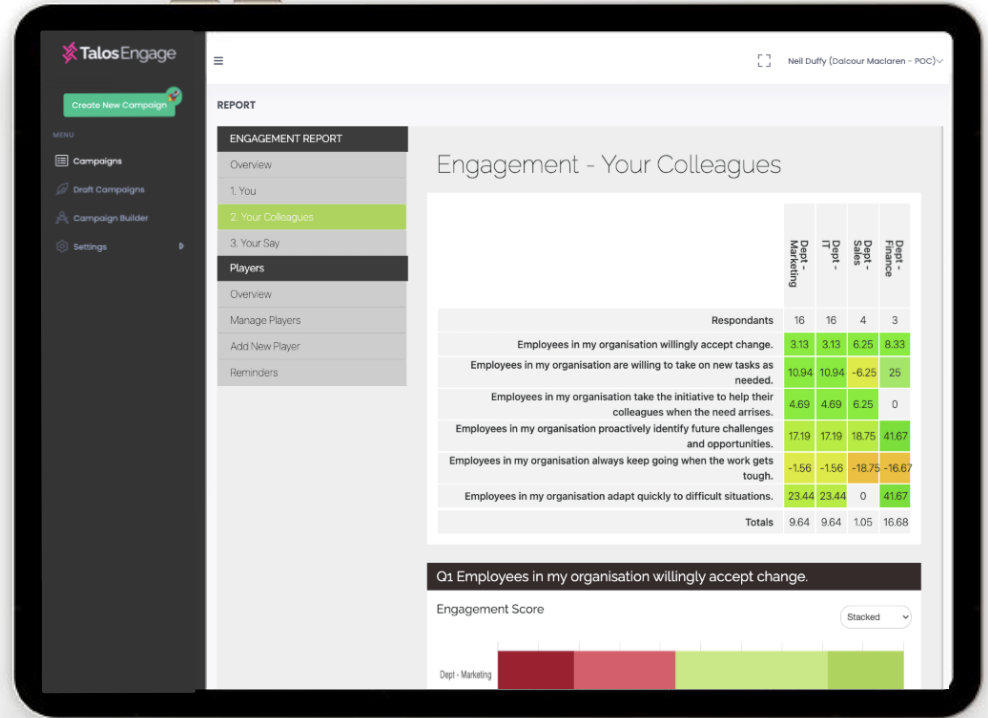 TalosEngage
Neil Duffy (Dalcour Maclaren - POC)
Create New Campaign
REPORT
MENU
Campaigns
Draft Campaigns
Campaign Builder
Settings
ENGAGEMENT REPORT
Overview
1. You
2. Your Colleagues
3. Your Say
Players
Overview
Manage Players
Add New Player
Reminders
Engagement - Your Colleagues
Dept -
Marketing
Dept -
IT
Dept -
Sales
Dept -
Finance
Respondants 16 16 4 3
Employees in my organisation willingly accept change. 3.13 3.13 6.25 8.33
Employees in my organisation are willing to take on new tasks as
needed. 10.94 10.94 -6.25 25
Employees in my organisation take the initiative to help their
colleagues when the need arrises. 4.69 4.69 6.25 0
Employees in my organisation proactively identify future challenges
and opportunities. 17.19 17.19 18.75 41.67
Employees in my organisation always keep going when the work gets
tough. -1.56 -1.56 -18.75 -16.67
Employees in my organisation adapt quickly to difficult situations. 23.44 23.44 0 41.67
Totals 9.64 9.64 1.05 16.68
Q1 Employees in my organisation willingly accept change.
Engagement Score
Stacked
Dept - Marketing